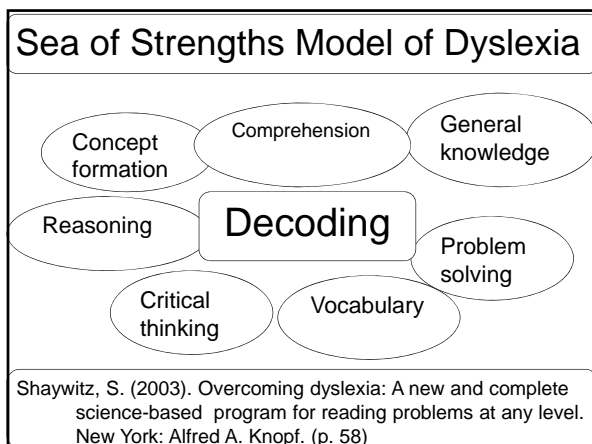 Sea of Strengths Model of Dyslexia
Concept
formation
Comprehension
General
knowledge
Reasoning
Decoding
Problem
solving
Critical
thinking
Vocabulary
Shaywitz, S. (2003). Overcoming dyslexia: A new and complete
science-based program for reading problems at any level.
New York: Alfred A. Knopf. (p. 58)